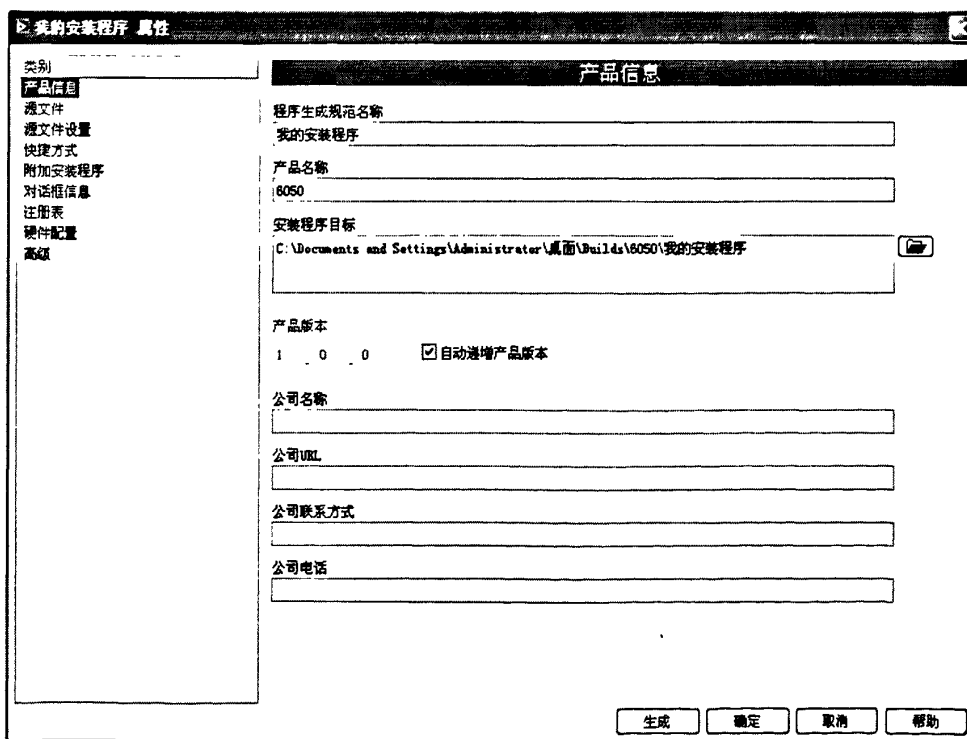 我的安装程序 属性
类别
产品信息
源文件
源文件设置
快捷方式
附加安装程序
对话框信息
注册表
硬件配置
高级
产品信息
程序生成规范名称
我的安装程序
产品名称
6050
安装程序目标
C:\Documents and Settings\Administrator\桌面\Builds\6050\我的安装程序
产品版本
1 . 0 . 0
自动递增产品版本
公司名称
公司URL
公司联系方式
公司电话
生成
确定
取消
帮助